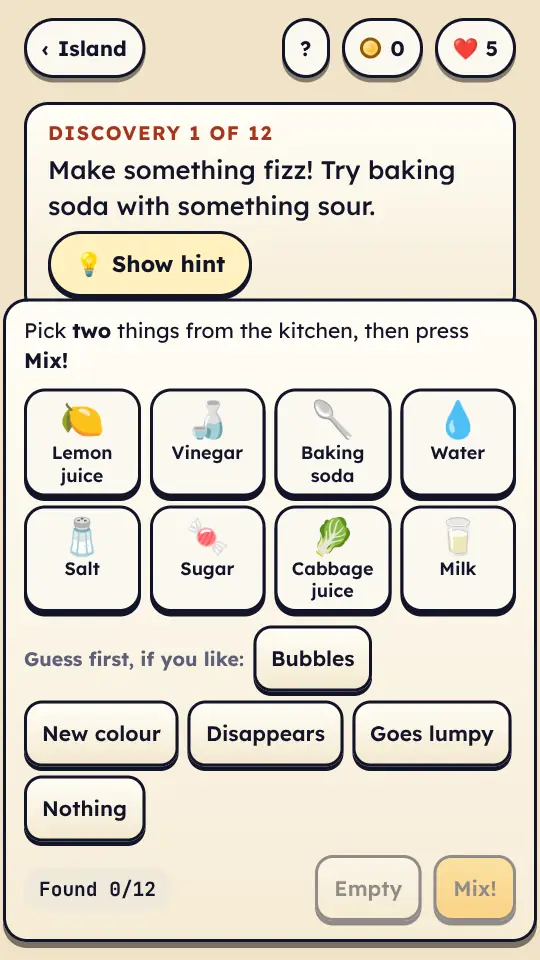 ‹ Island
?
0
5
DISCOVERY 1 OF 12
Make something fizz! Try baking
soda with something sour.
Show hint
Pick two things from the kitchen, then press
Mix!
Lemon
juice
Vinegar
Baking
soda
Water
Salt
Sugar
Cabbage
juice
Milk
Guess first, if you like:
Bubbles
New colour
Disappears
Goes lumpy
Nothing
Found 0/12
Empty
Mix!